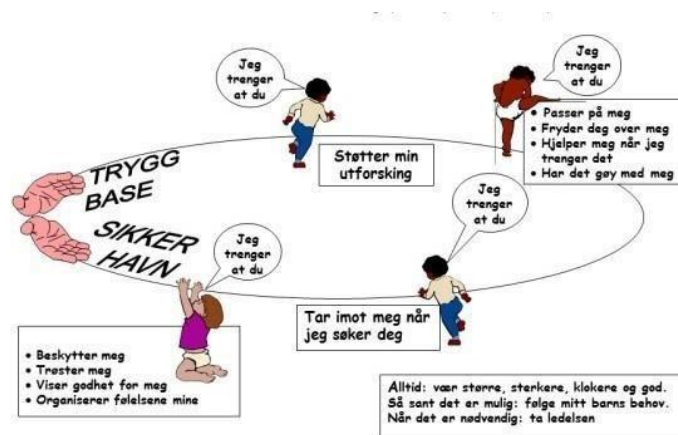 Jeg
trenger
at du
Jeg
trenger
at du
• Passer på meg
• Fryder deg over meg
• Hjelper meg når jeg
trenger det
• Har det gøy med meg
Støtter min
utforsking
TRYGG
BASE
SIKKER
HAVN
Jeg
trenger
at du
Jeg
trenger
at du
Tar imot meg når
jeg søker deg
• Beskytter meg
• Trøster meg
• Viser godhet for meg
• Organiserer følelsene mine
Alltid: vær større, sterkere, klokere og god.
Så sant det er mulig: følge mitt barns behov.
Når det er nødvendig: ta ledelsen